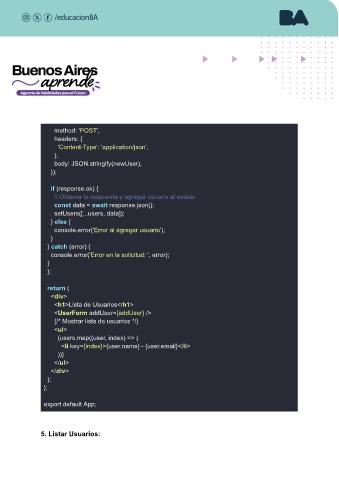 /educacionBA
BA
Buenos Aires
aprende
Agencia de Habilidades para el Futuro
method: 'POST',
headers: {
'Content-Type': 'application/json',
},
body: JSON.stringify(newUser),
});
if (response.ok) {
// Obtener la respuesta y agregar usuario al estado
const data = await response.json();
setUsers([...users, data]);
} else {
console.error('Error al agregar usuario');
}
} catch (error) {
console.error('Error en la solicitud: ', error);
}
};
return (
<div>
<h1>Lista de Usuarios</h1>
<UserForm addUser={addUser} />
{/* Mostrar lista de usuarios */}
<ul>
{users.map((user, index) => (
<li key={index}>{user.name} - {user.email}</li>
))}
</ul>
</div>
);
};
export default App;
5. Listar Usuarios: